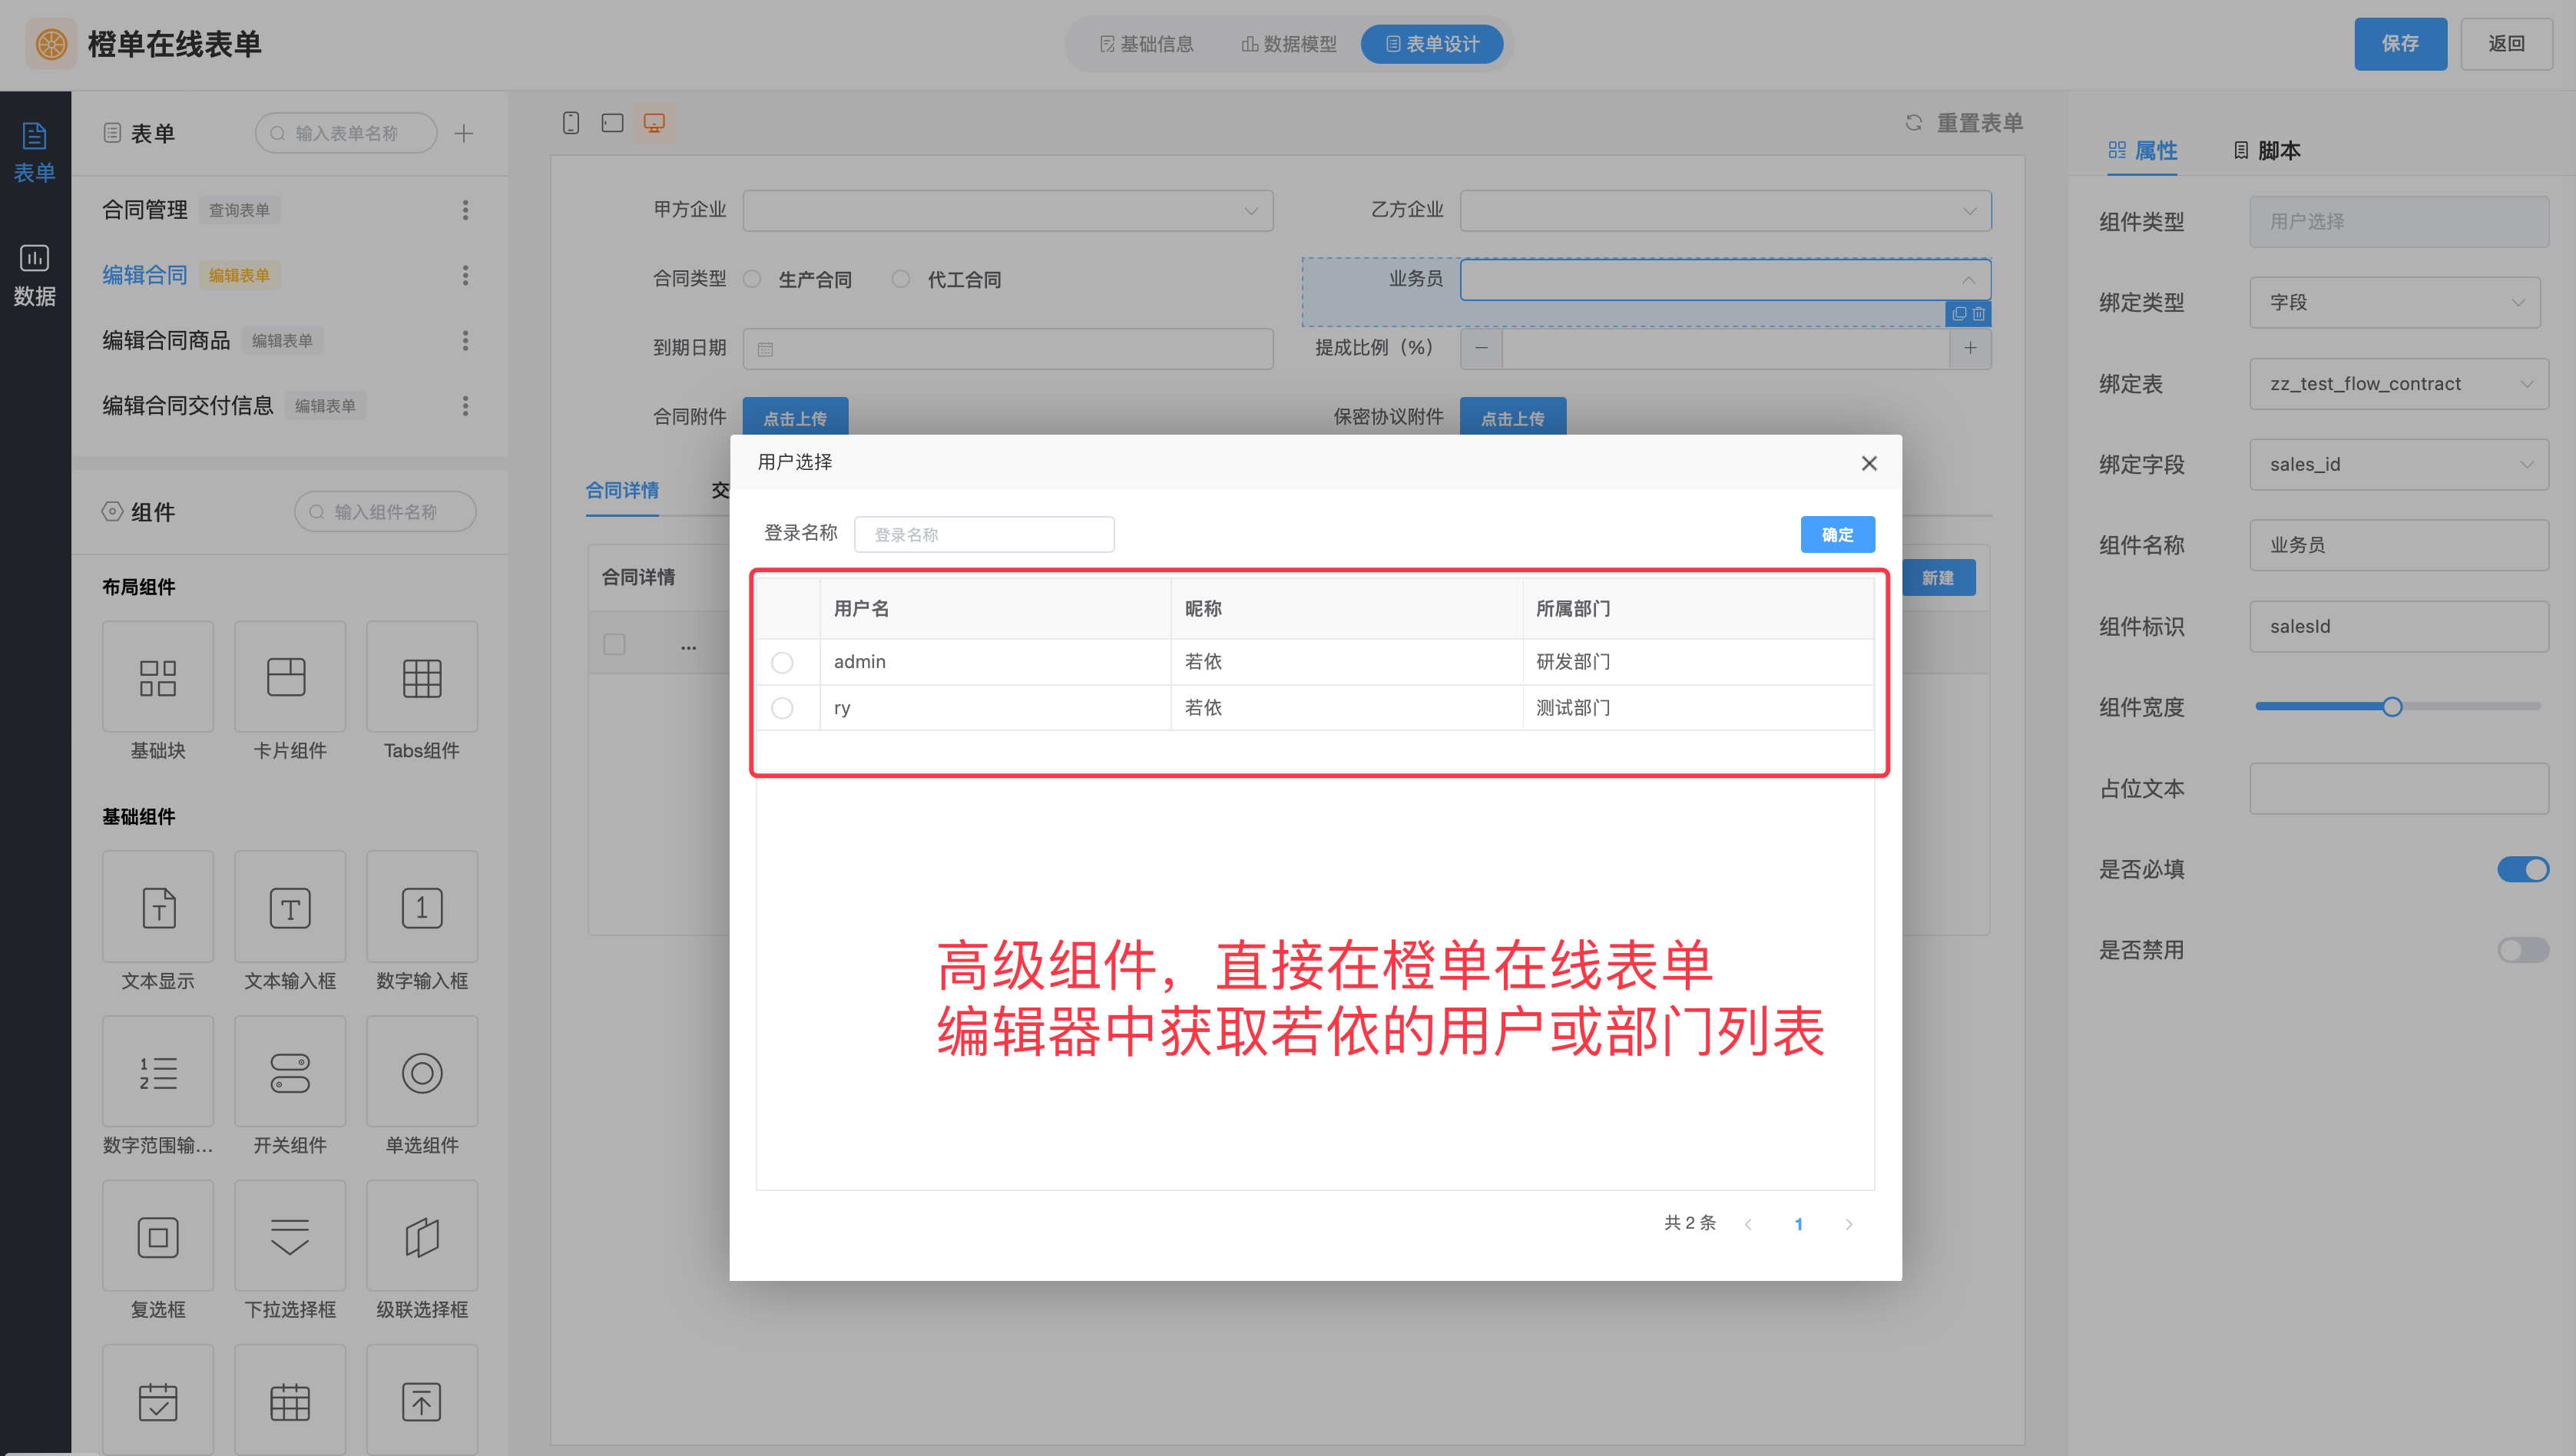 橙单在线表单
基础信息
数据模型
表单设计
保存
返回
表单
数据
表单
输入表单名称
合同管理 查询表单
编辑合同 编辑表单
编辑合同商品 编辑表单
编辑合同交付信息 编辑表单
组件
输入组件名称
布局组件
基础块 卡片组件 Tabs组件
基础组件
文本显示 文本输入框 数字输入框
数字范围输... 开关组件 单选组件
复选框 下拉选择框 级联选择框
重置表单
甲方企业
乙方企业
合同类型 生产合同 代工合同
业务员
到期日期
提成比例（%）
合同附件 点击上传
保密协议附件 点击上传
合同详情 交
合同详情
新建
...
用户选择
登录名称 登录名称
确定
用户名 昵称 所属部门
admin 若依 研发部门
ry 若依 测试部门
高级组件，直接在橙单在线表单
编辑器中获取若依的用户或部门列表
共 2 条 1
属性 脚本
组件类型 用户选择
绑定类型 字段
绑定表 zz_test_flow_contract
绑定字段 sales_id
组件名称 业务员
组件标识 salesId
组件宽度
占位文本
是否必填
是否禁用